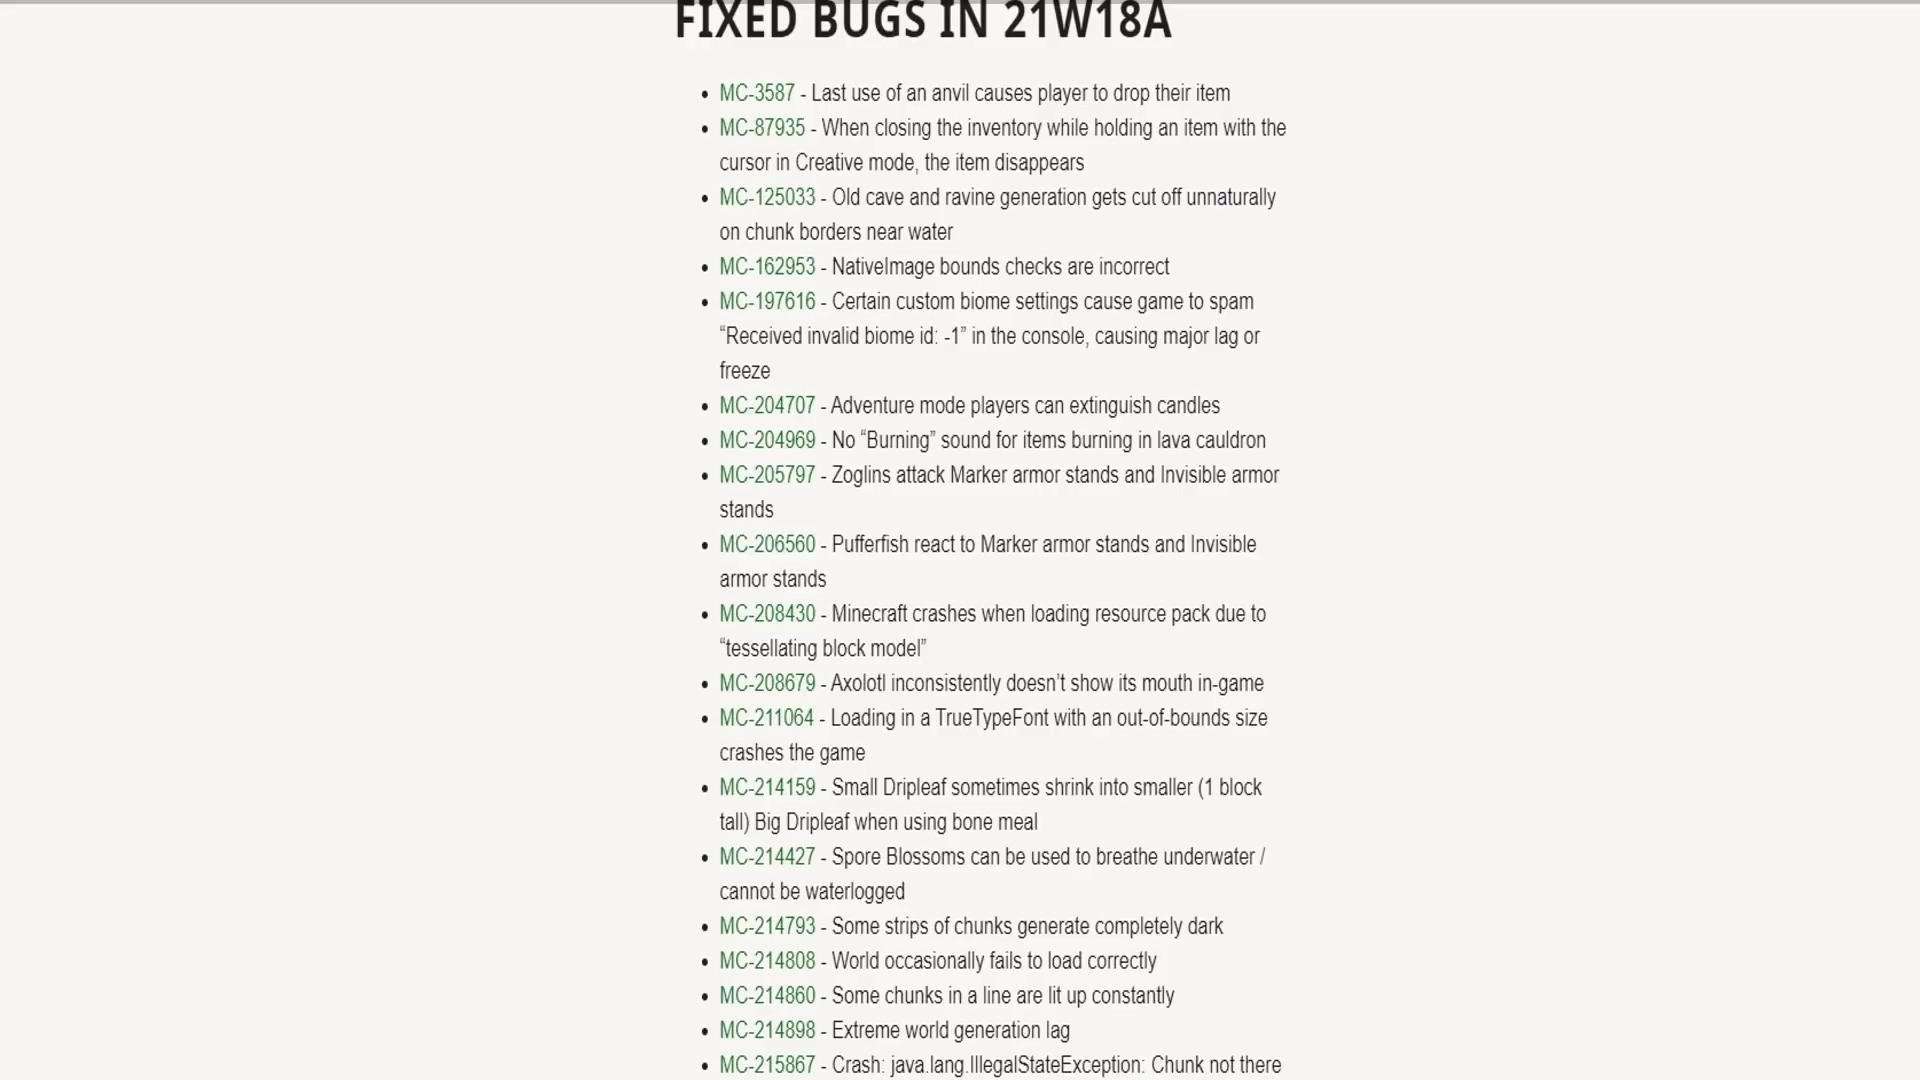 FIXED BUGS IN 21W18A
MC-3587 - Last use of an anvil causes player to drop their item
MC-87935 - When closing the inventory while holding an item with the
cursor in Creative mode, the item disappears
MC-125033 - Old cave and ravine generation gets cut off unnaturally
on chunk borders near water
MC-162953 - NativeImage bounds checks are incorrect
MC-197616 - Certain custom biome settings cause game to spam
“Received invalid biome id: -1” in the console, causing major lag or
freeze
MC-204707 - Adventure mode players can extinguish candles
MC-204969 - No “Burning” sound for items burning in lava cauldron
MC-205797 - Zoglins attack Marker armor stands and Invisible armor
stands
MC-206560 - Pufferfish react to Marker armor stands and Invisible
armor stands
MC-208430 - Minecraft crashes when loading resource pack due to
“tessellating block model”
MC-208679 - Axolotl inconsistently doesn’t show its mouth in-game
MC-211064 - Loading in a TrueTypeFont with an out-of-bounds size
crashes the game
MC-214159 - Small Dripleaf sometimes shrink into smaller (1 block
tall) Big Dripleaf when using bone meal
MC-214427 - Spore Blossoms can be used to breathe underwater /
cannot be waterlogged
MC-214793 - Some strips of chunks generate completely dark
MC-214808 - World occasionally fails to load correctly
MC-214860 - Some chunks in a line are lit up constantly
MC-214898 - Extreme world generation lag
MC-215867 - Crash: java.lang.IllegalStateException: Chunk not there